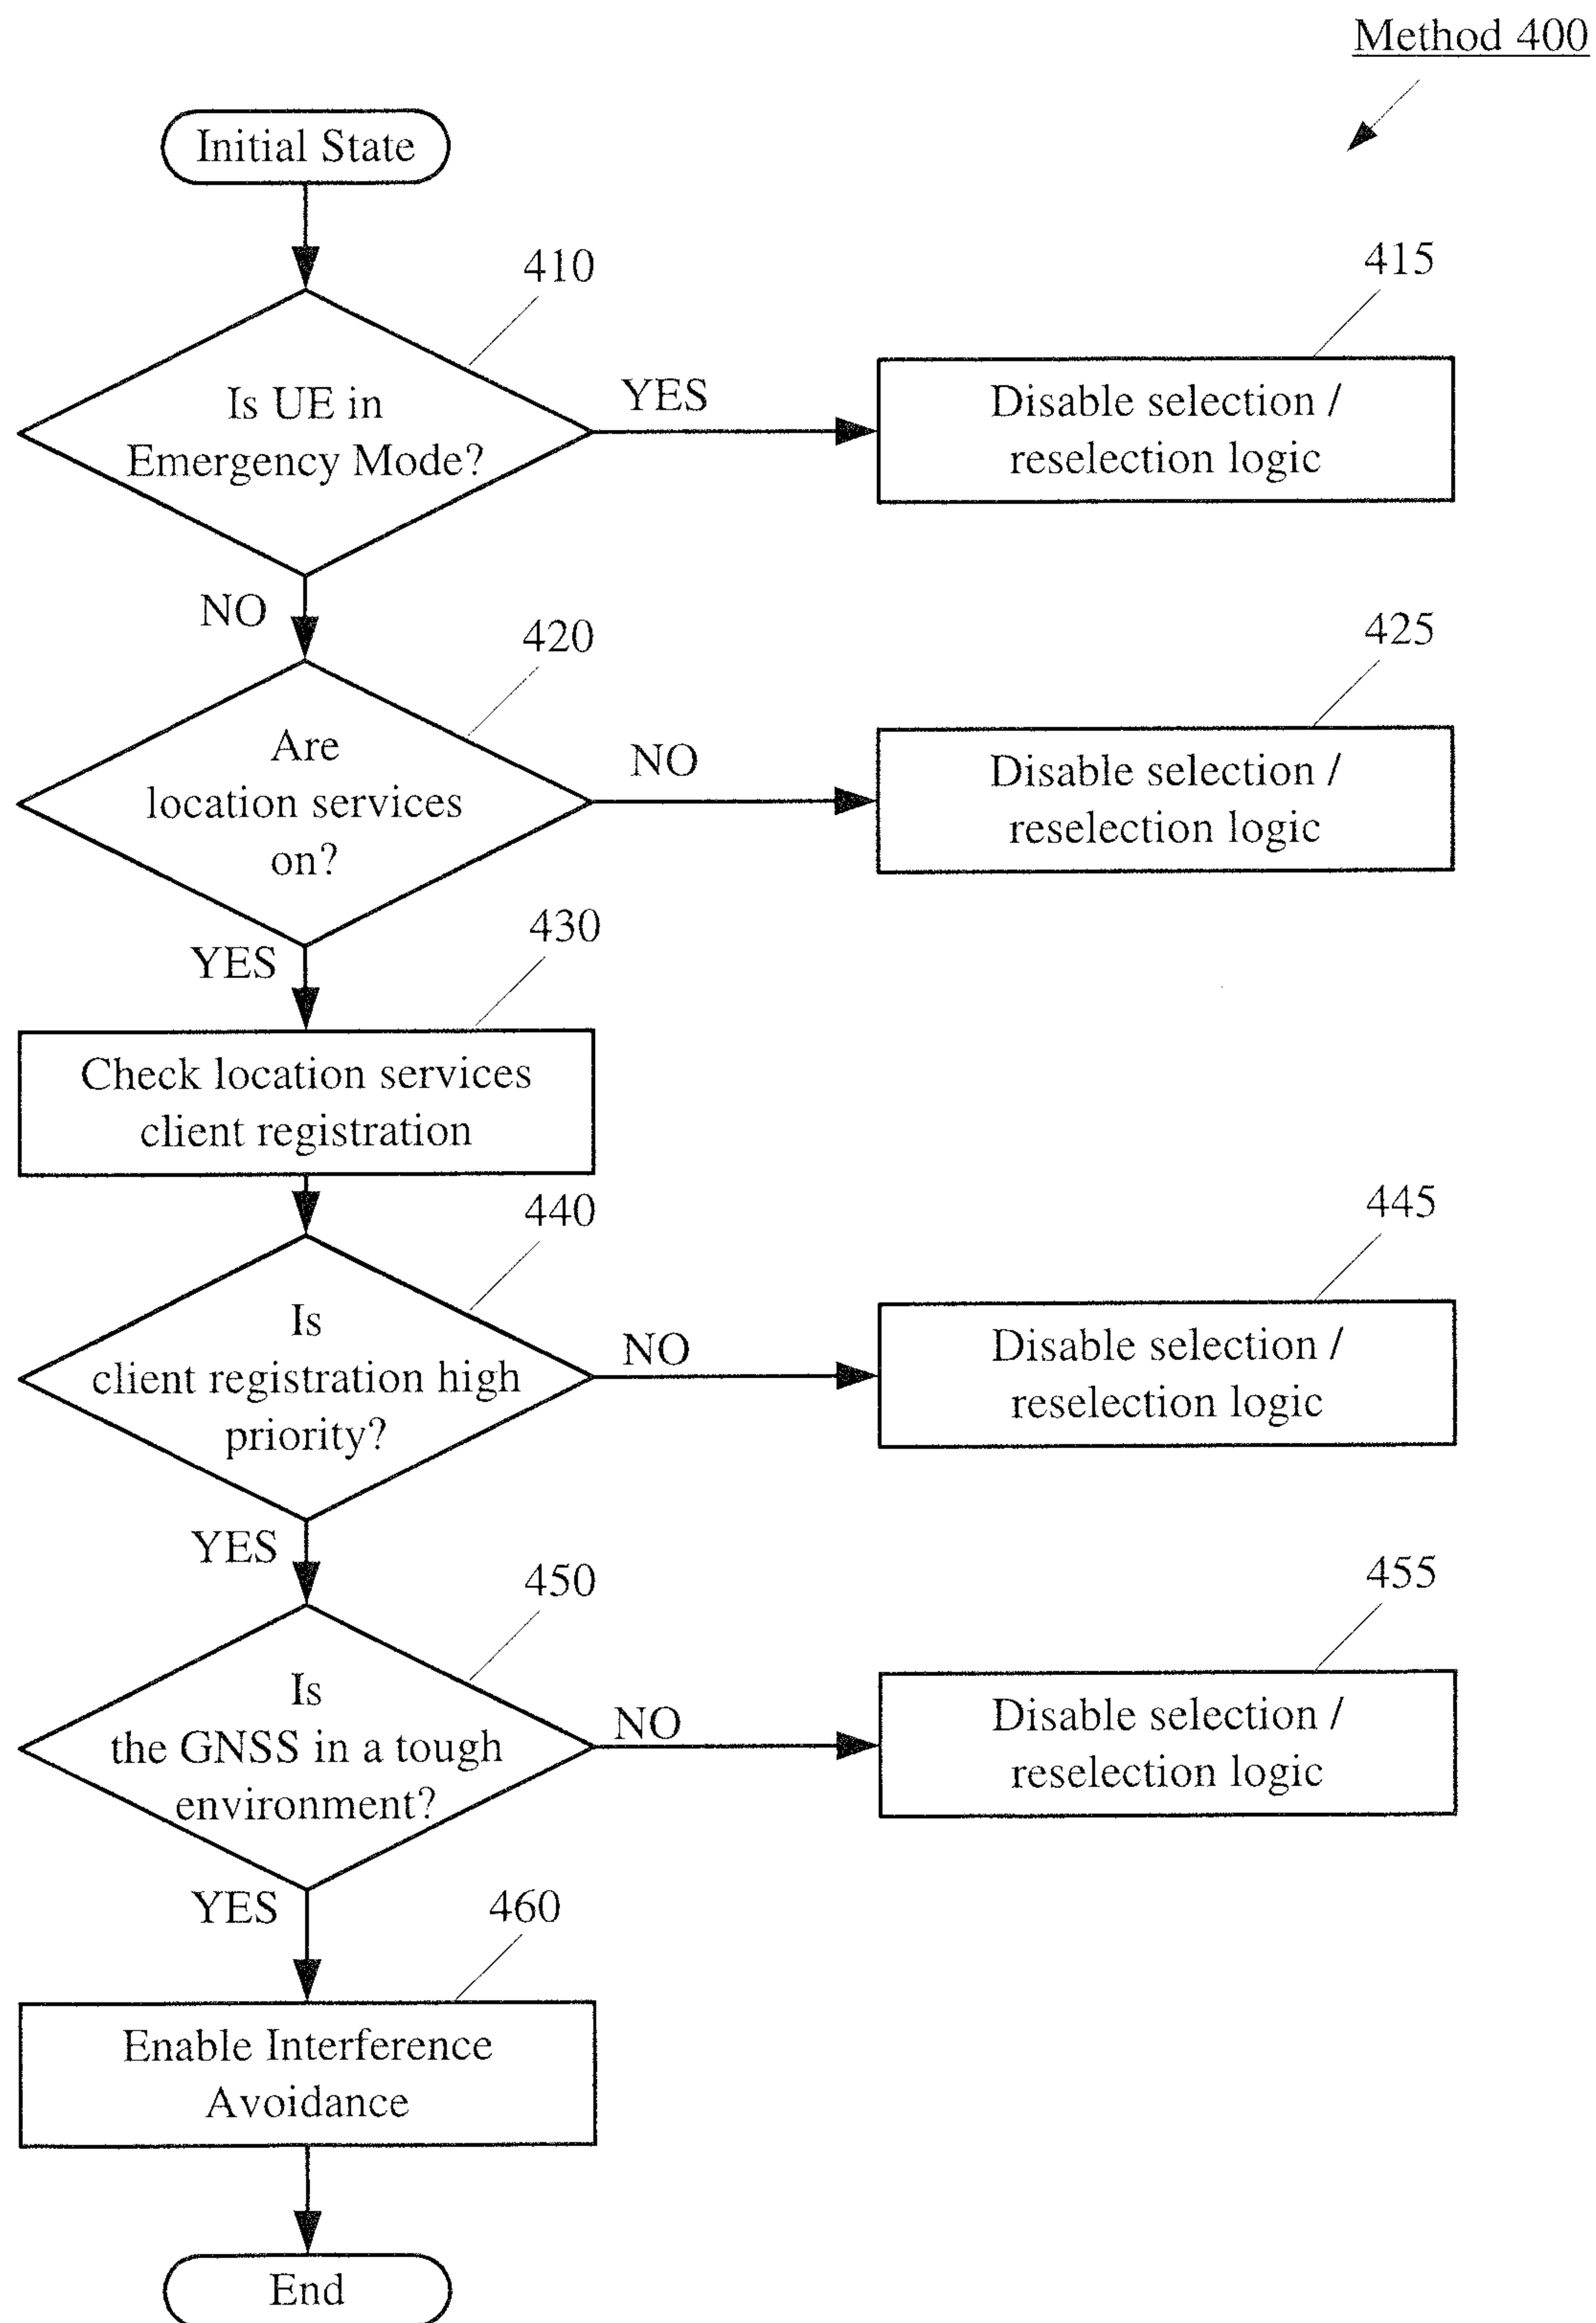 Method 400
Initial State
410
415
Is UE in
Emergency Mode?
YES
Disable selection /
reselection logic
NO
420
425
Are
location services
on?
NO
Disable selection /
reselection logic
YES
430
Check location services
client registration
440
445
Is
client registration high
priority?
NO
Disable selection /
reselection logic
YES
450
455
Is
the GNSS in a tough
environment?
NO
Disable selection /
reselection logic
YES
460
Enable Interference
Avoidance
End